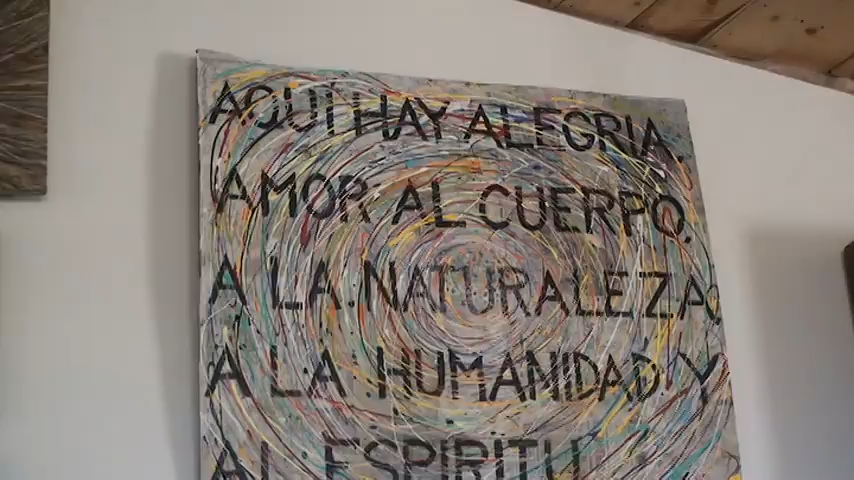 AQUI HAY ALEGRIA,
AMOR AL CUERPO,
A LA NATURALEZA,
A LA HUMANIDAD Y
AL ESPIRITU